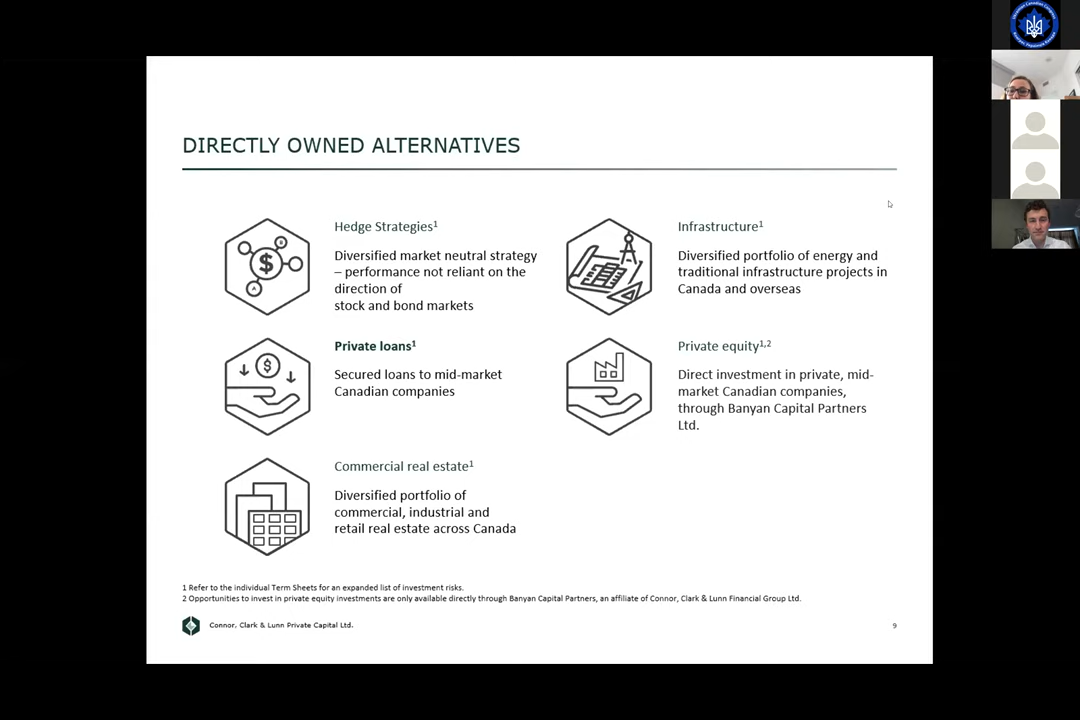 DIRECTLY OWNED ALTERNATIVES
Hedge Strategies¹
Diversified market neutral strategy
– performance not reliant on the
direction of
stock and bond markets
Private loans¹
Secured loans to mid-market
Canadian companies
Commercial real estate¹
Diversified portfolio of
commercial, industrial and
retail real estate across Canada
Infrastructure¹
Diversified portfolio of energy and
traditional infrastructure projects in
Canada and overseas
Private equity¹,²
Direct investment in private, mid-
market Canadian companies,
through Banyan Capital Partners
Ltd.
1 Refer to the individual Term Sheets for an expanded list of investment risks.
2 Opportunities to invest in private equity investments are only available directly through Banyan Capital Partners, an affiliate of Connor, Clark & Lunn Financial Group Ltd.
Connor, Clark & Lunn Private Capital Ltd.
9